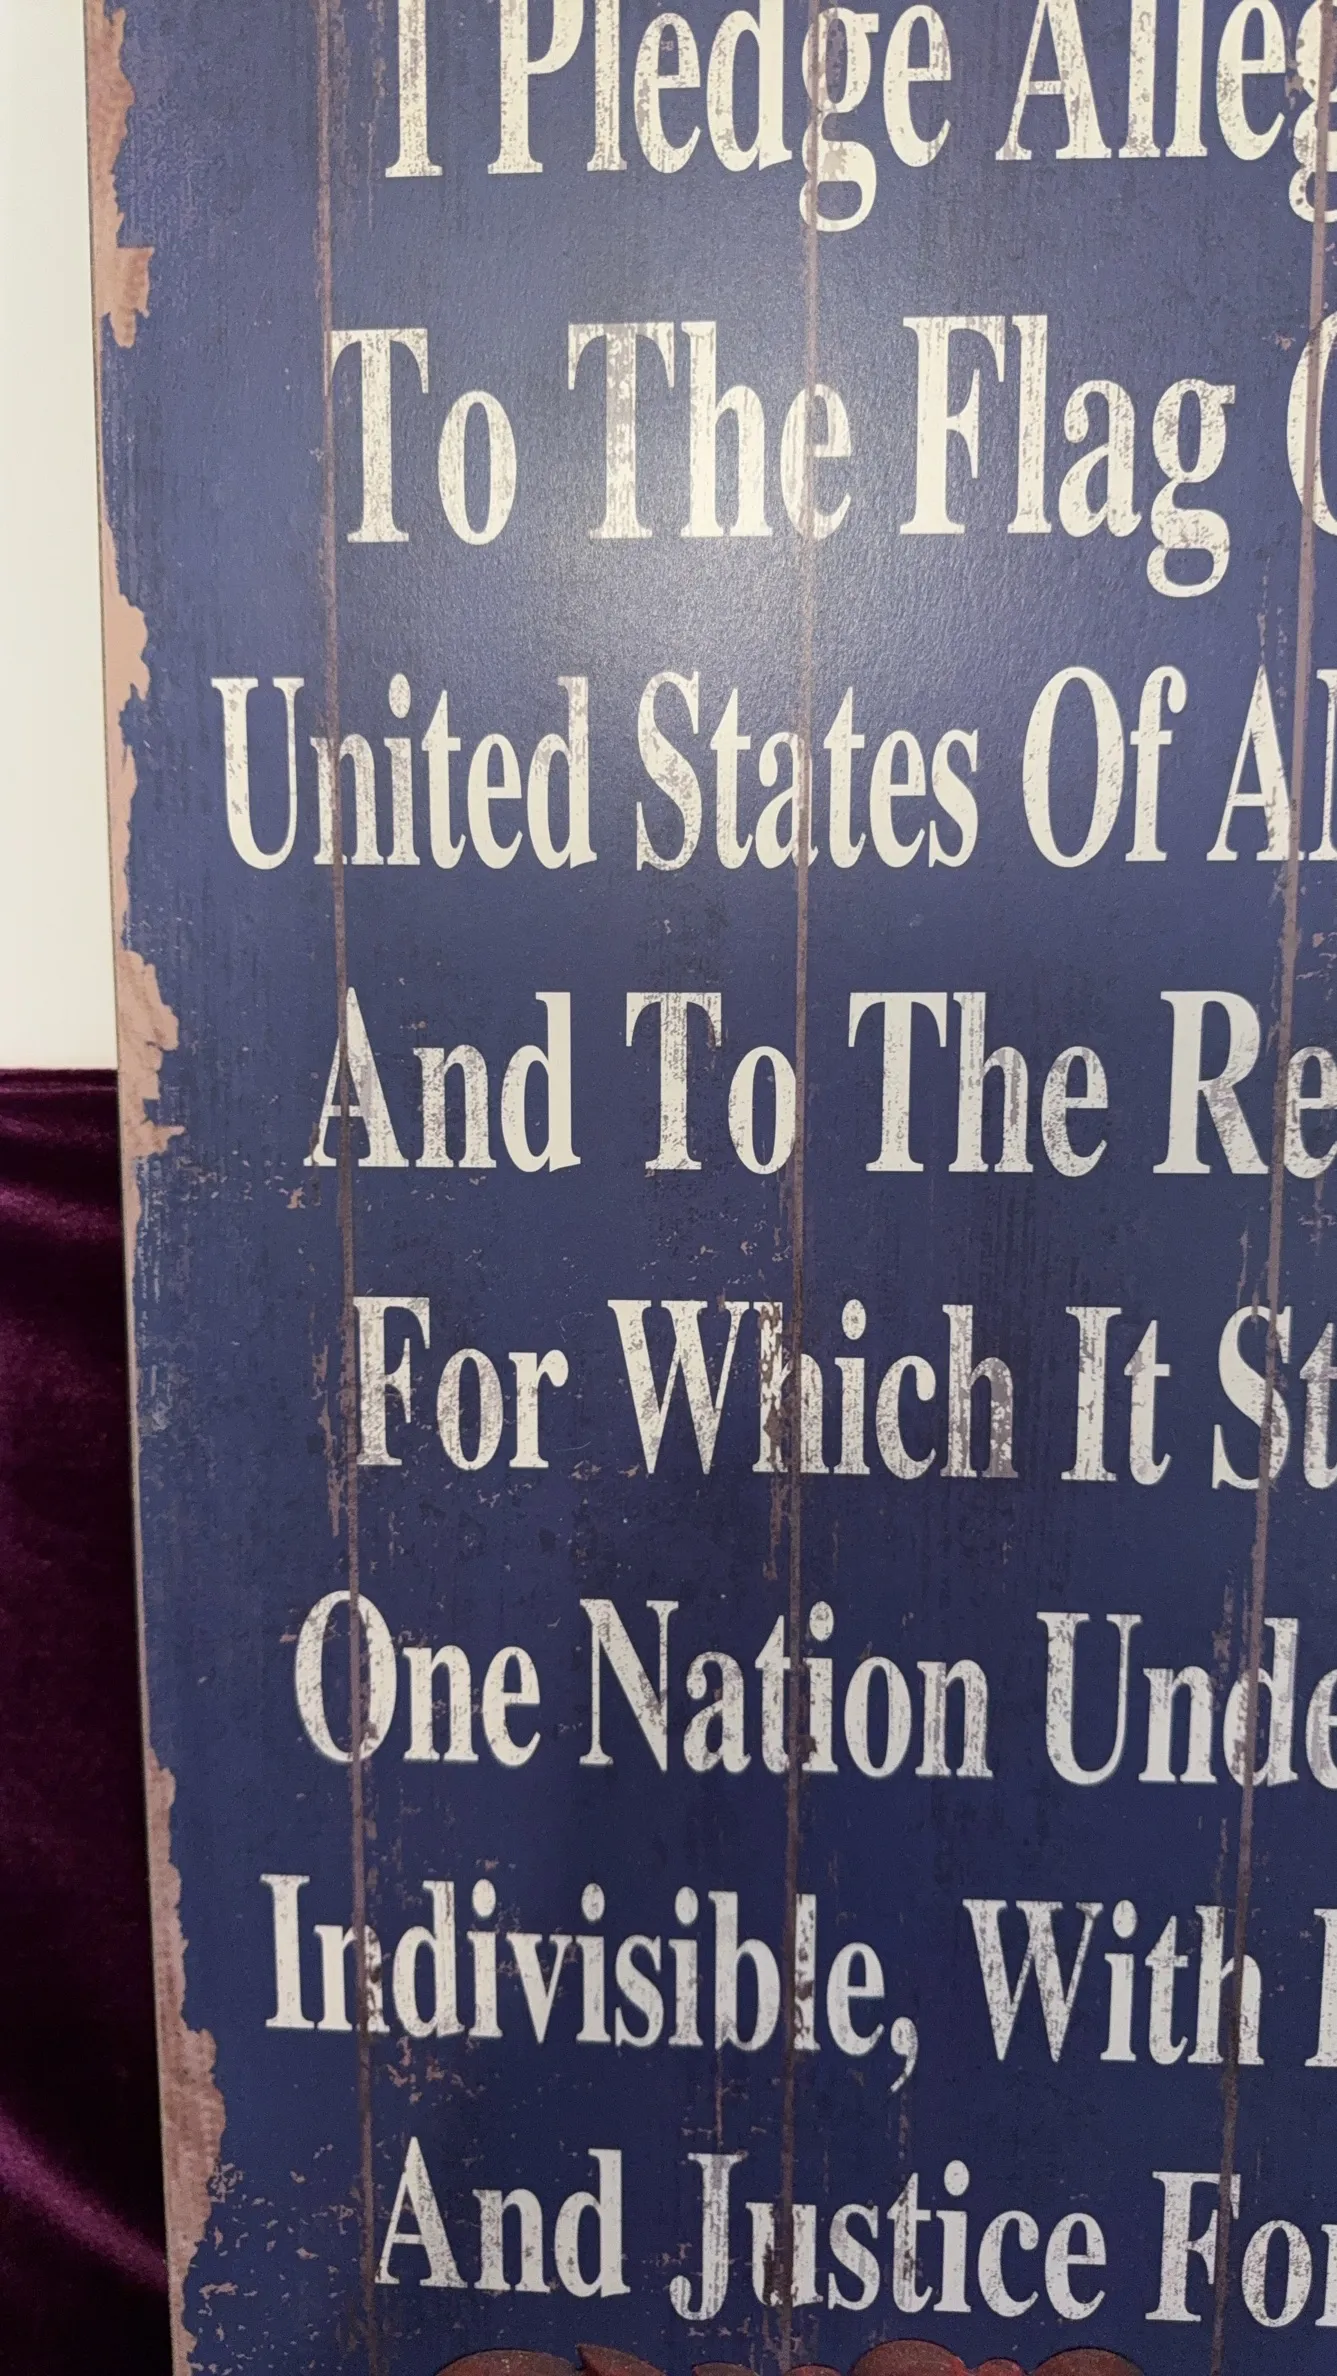 I Pledge Alleg
To The Flag O
United States Of A
And To The Re
For Which It St
One Nation Unde
Indivisible, With
And Justice For